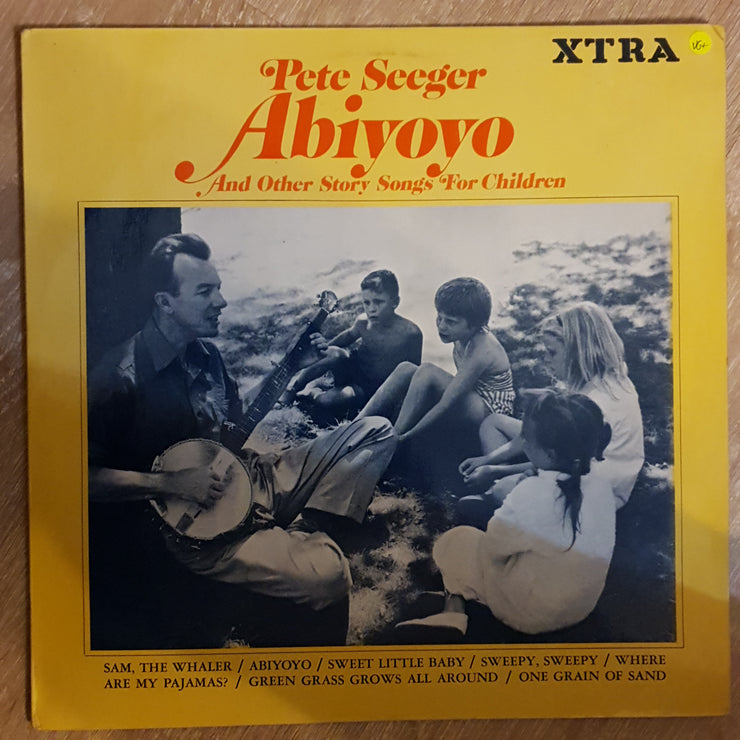 XTRA
VG+
Pete Seeger
Abiyoyo
And Other Story Songs For Children
SAM, THE WHALER / ABIYOYO / SWEET LITTLE BABY / SWEEPY, SWEEPY / WHERE
ARE MY PAJAMAS? / GREEN GRASS GROWS ALL AROUND / ONE GRAIN OF SAND